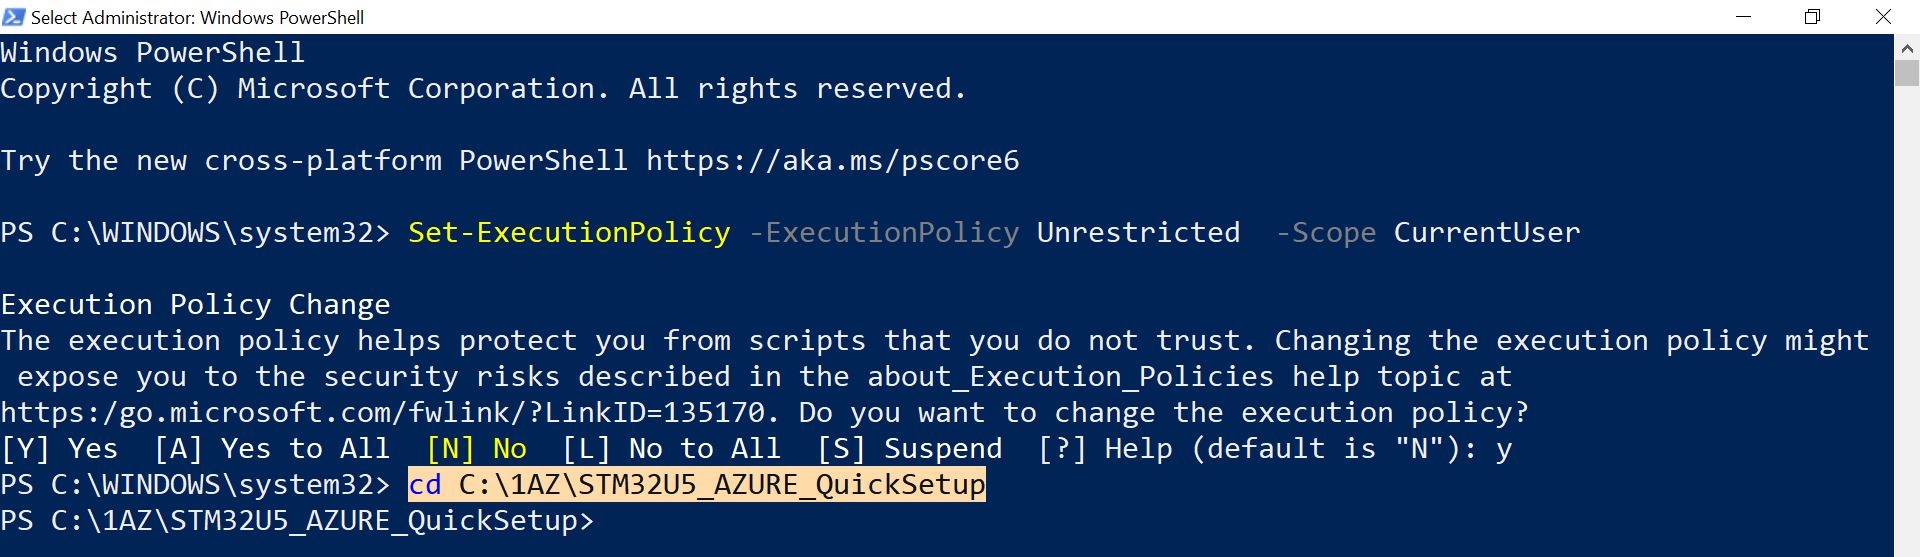 Select Administrator: Windows PowerShell
Windows PowerShell
Copyright (C) Microsoft Corporation. All rights reserved.
Try the new cross-platform PowerShell https://aka.ms/pscore6
PS C:\WINDOWS\system32> Set-ExecutionPolicy -ExecutionPolicy Unrestricted  -Scope CurrentUser
Execution Policy Change
The execution policy helps protect you from scripts that you do not trust. Changing the execution policy might
 expose you to the security risks described in the about_Execution_Policies help topic at
https:/go.microsoft.com/fwlink/?LinkID=135170. Do you want to change the execution policy?
[Y] Yes  [A] Yes to All  [N] No  [L] No to All  [S] Suspend  [?] Help (default is "N"): y
PS C:\WINDOWS\system32> cd C:\1AZ\STM32U5_AZURE_QuickSetup
PS C:\1AZ\STM32U5_AZURE_QuickSetup>